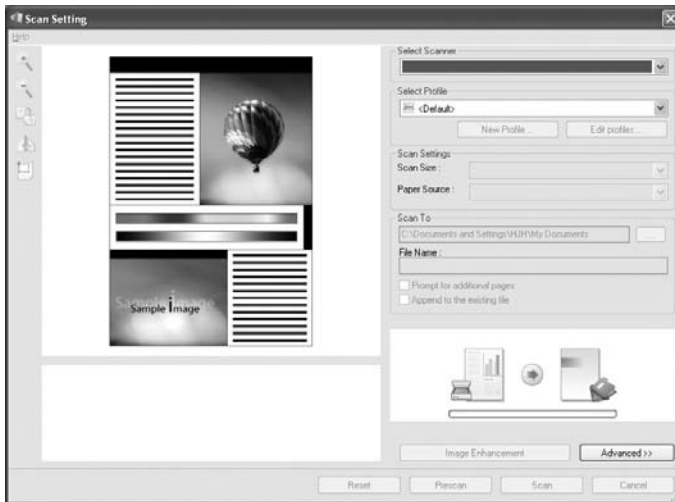 Scan Setting
Help
Select Scanner
Select Profile
<Default>
New Profile ...
Edit profiles...
Scan Settings
Scan Size :
Paper Source :
Scan To
C:\Documents and Settings\HJH\My Documents
...
File Name :
Prompt for additional pages
Append to the existing file
Sample image
Sample image
Image Enhancement
Advanced >>
Reset
Prescan
Scan
Cancel